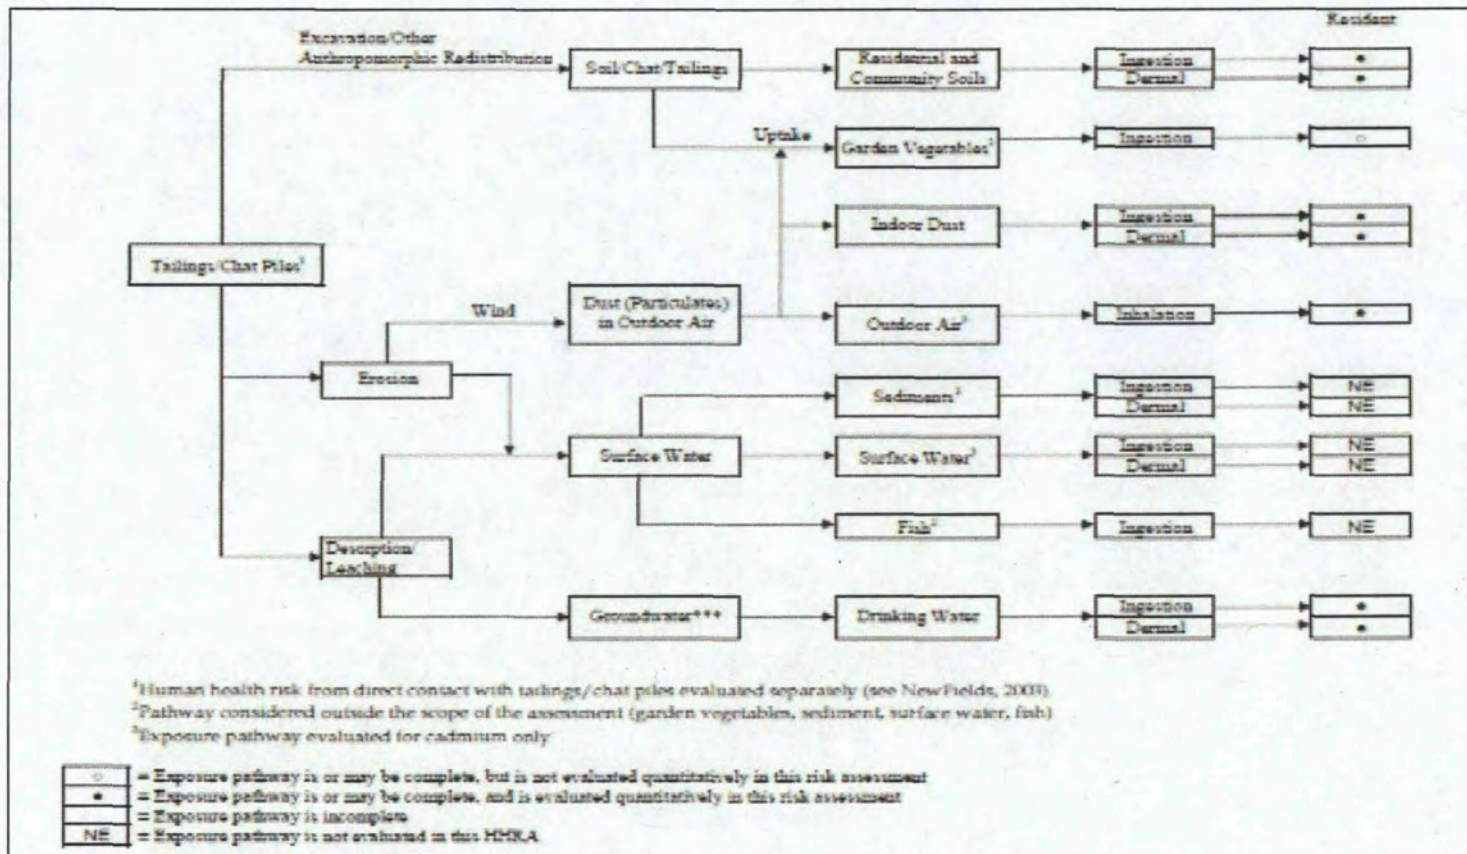 Resident
Excavation/Other
Anthropomorphic Redistribution
Soil/Chat/Tailings
Residential and
Community Soils
Ingestion
Dermal
•
•
Uptake
Garden Vegetables²
Ingestion
○
Indoor Dust
Ingestion
Dermal
•
•
Tailings/Chat Piles¹
Wind
Dust (Particulates)
in Outdoor Air
Outdoor Air³
Inhalation
•
Erosion
Sediments²
Ingestion
Dermal
NE
NE
Surface Water
Surface Water²
Ingestion
Dermal
NE
NE
Fish²
Ingestion
NE
Desorption/
Leaching
Groundwater***
Drinking Water
Ingestion
Dermal
•
•
¹Human health risk from direct contact with tailings/chat piles evaluated separately (see NewFields, 2003).
²Pathway considered outside the scope of the assessment (garden vegetables, sediment, surface water, fish)
³Exposure pathway evaluated for cadmium only
○ = Exposure pathway is or may be complete, but is not evaluated quantitatively in this risk assessment
• = Exposure pathway is or may be complete, and is evaluated quantitatively in this risk assessment
= Exposure pathway is incomplete
NE = Exposure pathway is not evaluated in this HHRA